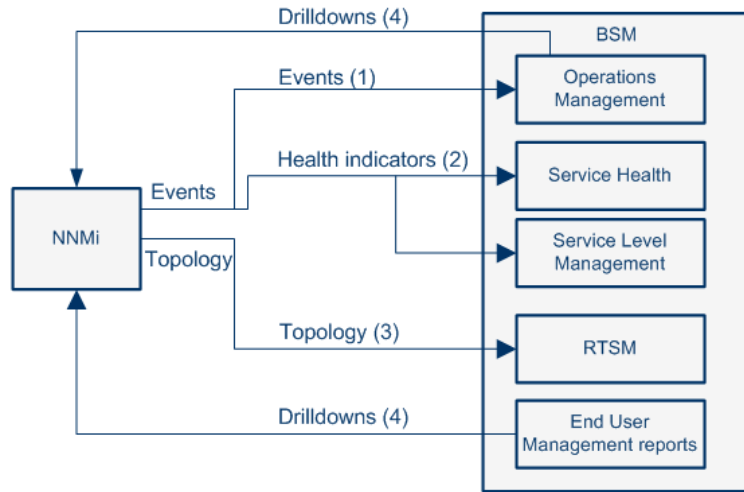 Drilldowns (4)
BSM
Events (1)
Operations
Management
Health indicators (2)
Service Health
Events
NNMi
Topology
Service Level
Management
Topology (3)
RTSM
Drilldowns (4)
End User
Management reports